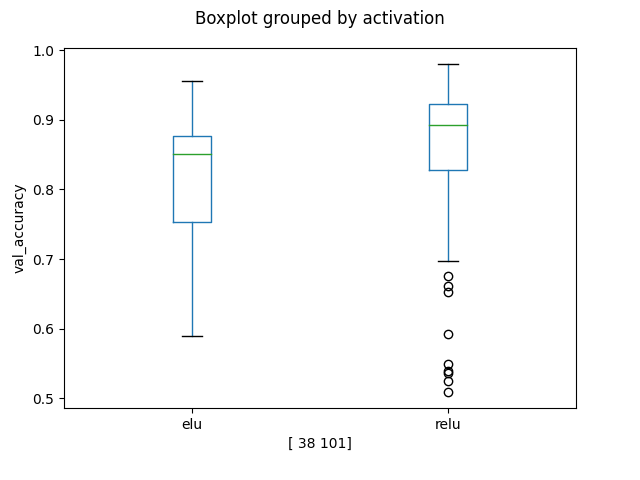 Boxplot grouped by activation
1.0
0.9
0.8
0.7
0.6
0.5
val_accuracy
elu relu
[ 38 101]